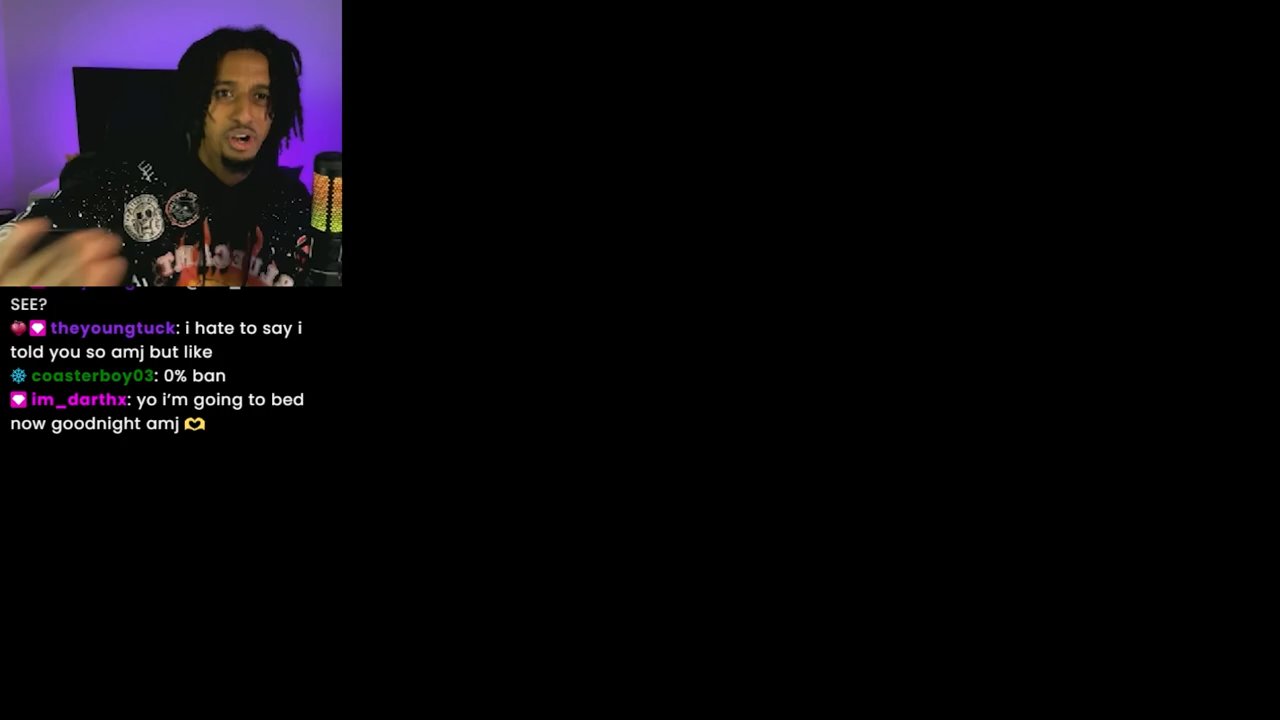 SEE?
theyoungtuck: i hate to say i
told you so amj but like
coasterboy03: 0% ban
im_darthx: yo i'm going to bed
now goodnight amj 🫶